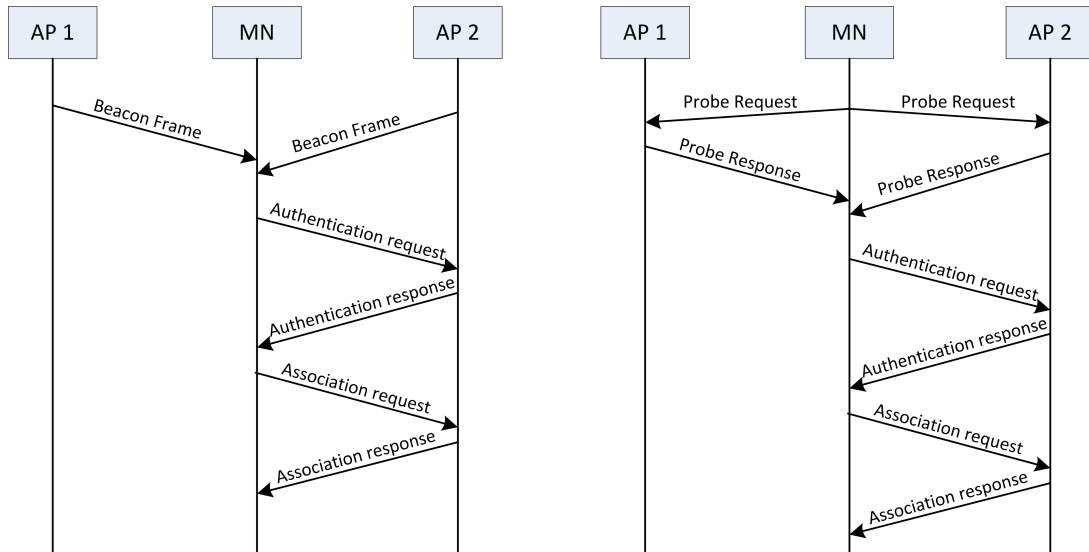 AP 1
MN
AP 2
Beacon Frame
Beacon Frame
Authentication request
Authentication response
Association request
Association response
AP 1
MN
AP 2
Probe Request
Probe Request
Probe Response
Probe Response
Authentication request
Authentication response
Association request
Association response